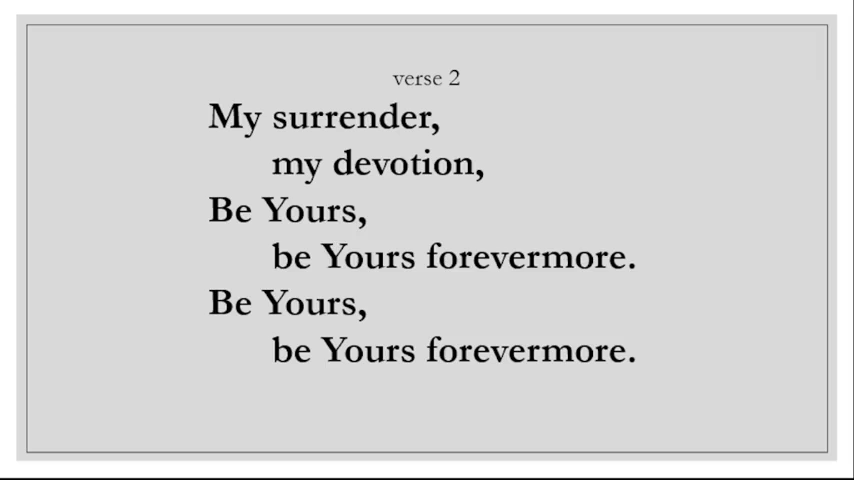 verse 2
My surrender,
my devotion,
Be Yours,
be Yours forevermore.
Be Yours,
be Yours forevermore.